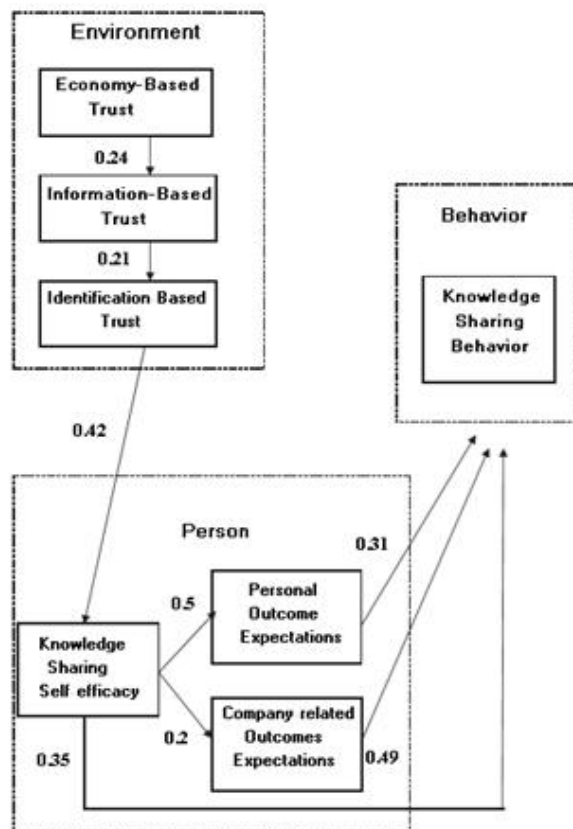 Environment
Economy-Based
Trust
0.24
Information-Based
Trust
0.21
Identification Based
Trust
0.42
Behavior
Knowledge
Sharing
Behavior
Person
0.31
0.5
Personal
Outcome
Expectations
Knowledge
Sharing
Self efficacy
0.2
Company related
Outcomes
Expectations
0.49
0.35